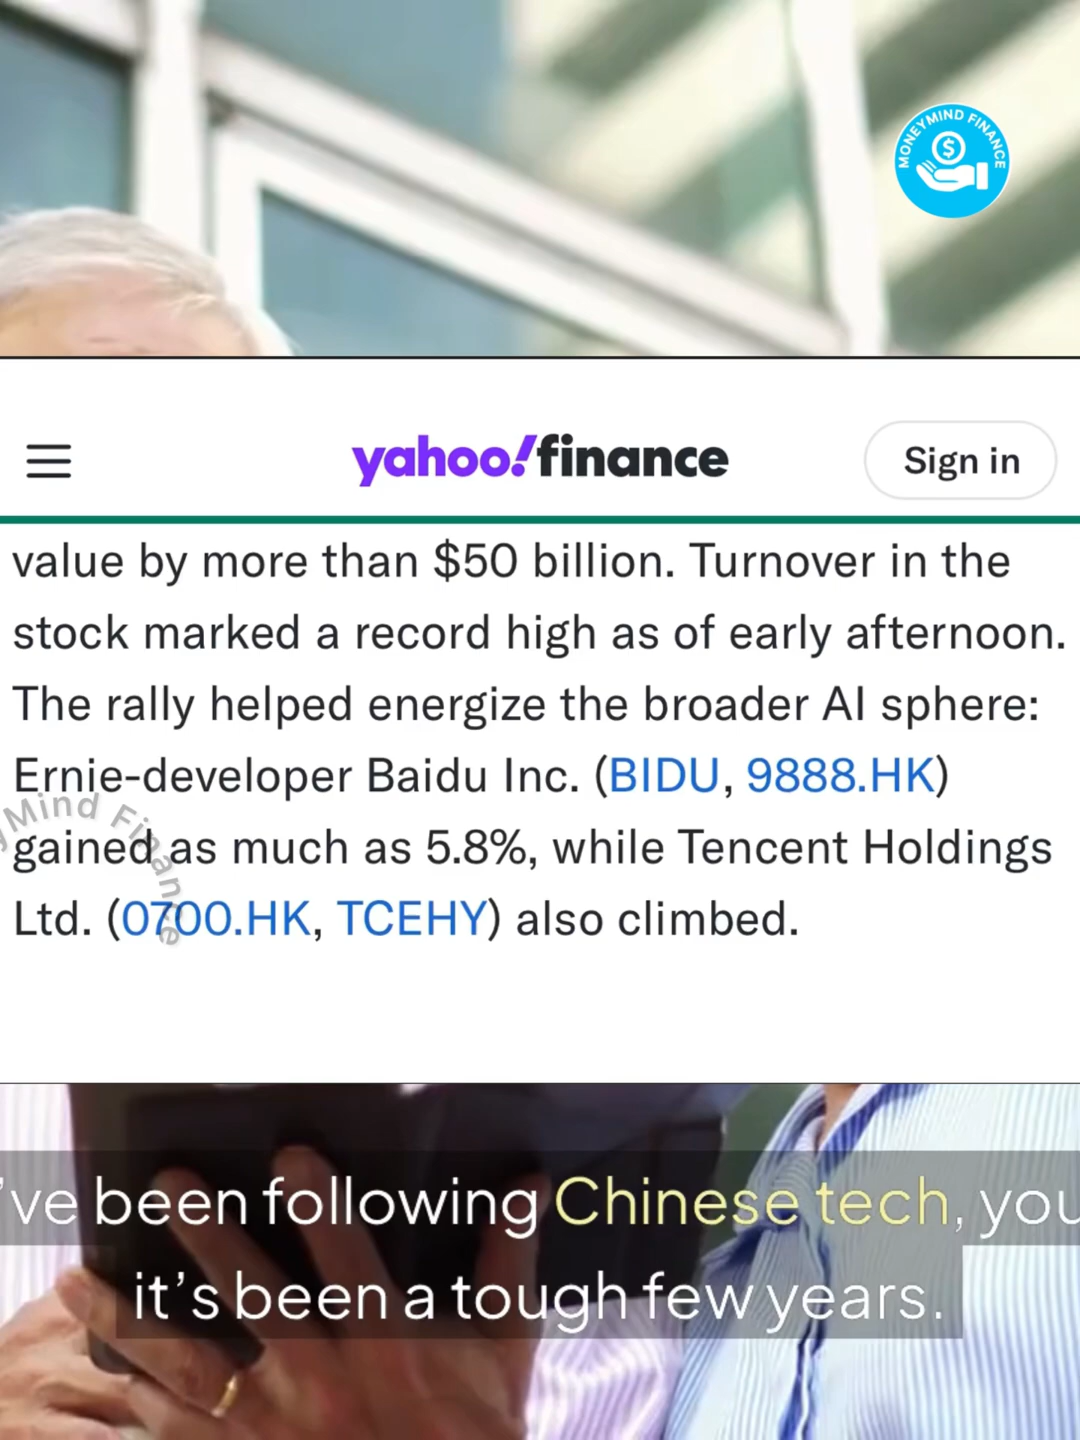 MONEYMIND FINANCE
$
yahoo!finance
Sign in
value by more than $50 billion. Turnover in the
stock marked a record high as of early afternoon.
The rally helped energize the broader AI sphere:
Ernie-developer Baidu Inc. (BIDU, 9888.HK)
Mind Finance
gained as much as 5.8%, while Tencent Holdings
Ltd. (0700.HK, TCEHY) also climbed.
've been following Chinese tech, you
it's been a tough few years.